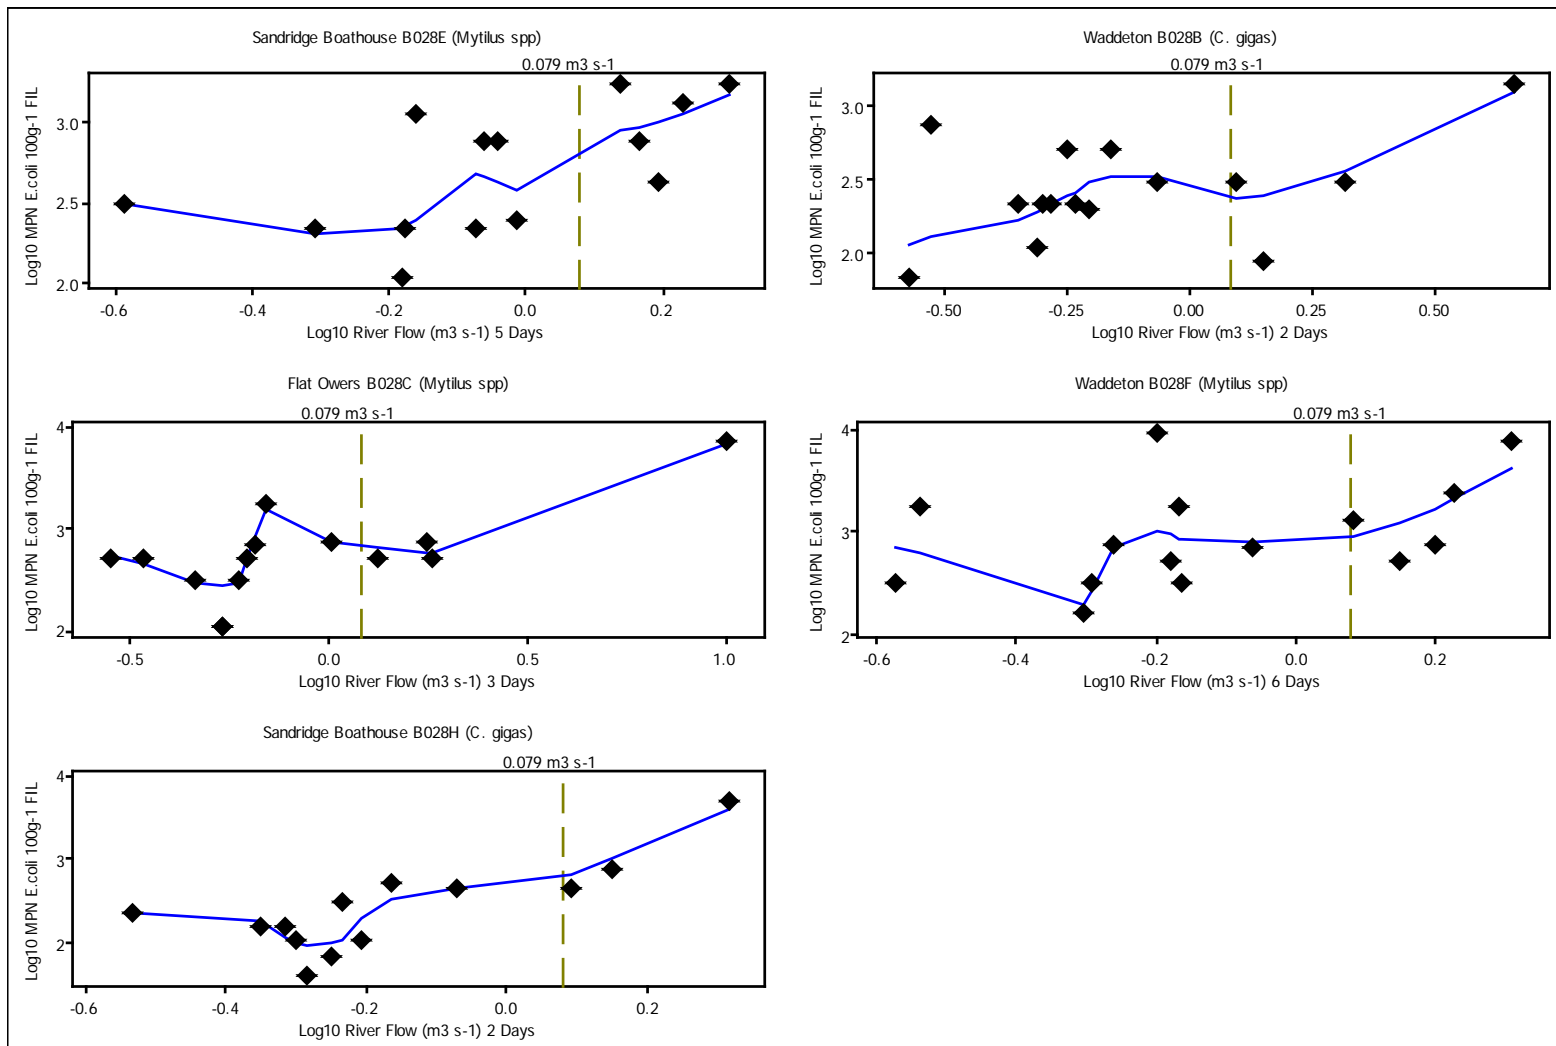 Sandridge Boathouse B028E (Mytilus spp)
0.079 m3 s-1
Log10 MPN E.coli 100g-1 FIL
3.0
2.5
2.0
-0.6 -0.4 -0.2 0.0 0.2
Log10 River Flow (m3 s-1) 5 Days
Waddeton B028B (C. gigas)
0.079 m3 s-1
Log10 MPN E.coli 100g-1 FIL
3.0
2.5
2.0
-0.50 -0.25 0.00 0.25 0.50
Log10 River Flow (m3 s-1) 2 Days
Flat Owers B028C (Mytilus spp)
0.079 m3 s-1
Log10 MPN E.coli 100g-1 FIL
4
3
2
-0.5 0.0 0.5 1.0
Log10 River Flow (m3 s-1) 3 Days
Waddeton B028F (Mytilus spp)
0.079 m3 s-1
Log10 MPN E.coli 100g-1 FIL
4
3
2
-0.6 -0.4 -0.2 0.0 0.2
Log10 River Flow (m3 s-1) 6 Days
Sandridge Boathouse B028H (C. gigas)
0.079 m3 s-1
Log10 MPN E.coli 100g-1 FIL
4
3
2
-0.6 -0.4 -0.2 0.0 0.2
Log10 River Flow (m3 s-1) 2 Days